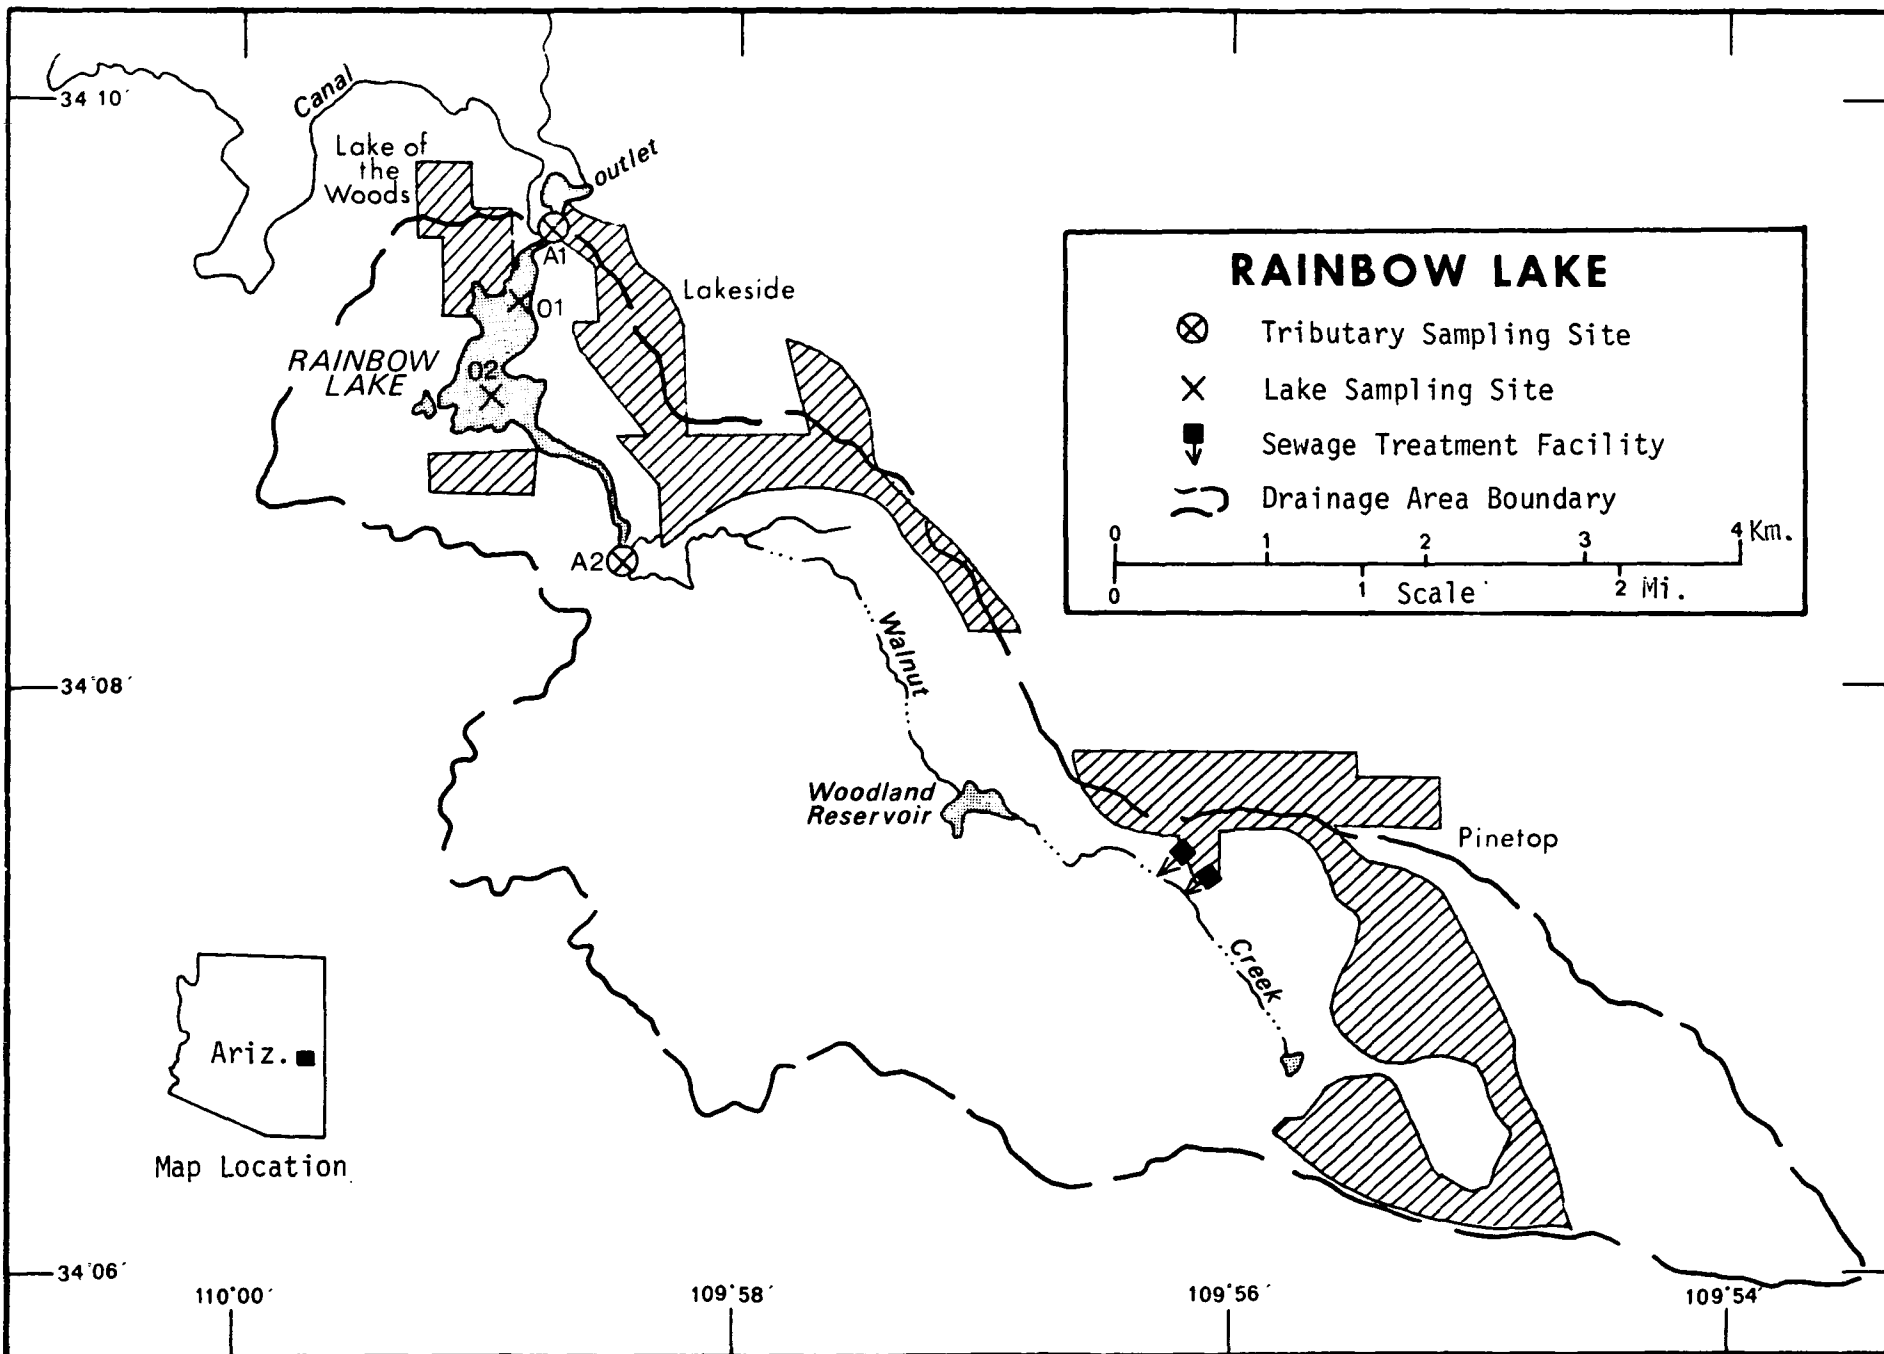 34 10′
Canal
Lake of
the
Woods
outlet
A1
01
Lakeside
RAINBOW
LAKE
02
A2
RAINBOW LAKE
Tributary Sampling Site
Lake Sampling Site
Sewage Treatment Facility
Drainage Area Boundary
0 1 2 3 4 Km.
0 1 Scale 2 Mi.
Walnut
34°08′
Woodland
Reservoir
Pinetop
Creek
Ariz.
Map Location
34°06′
110°00′ 109°58′ 109°56′ 109°54′